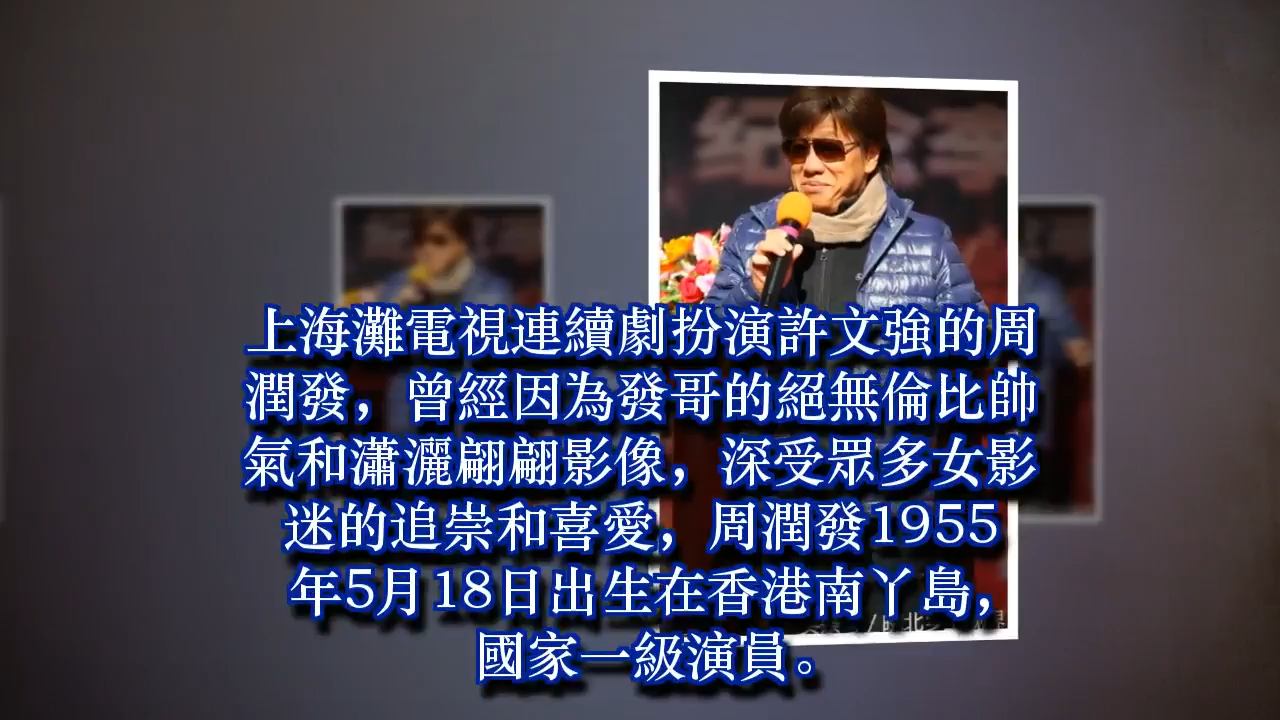 纪念李
上海灘電視連續劇扮演許文強的周
潤發，曾經因為發哥的絕無倫比帥
氣和瀟灑翩翩影像，深受眾多女影
迷的追崇和喜愛，周潤發1955
年5月18日出生在香港南丫島，
國家一級演員。